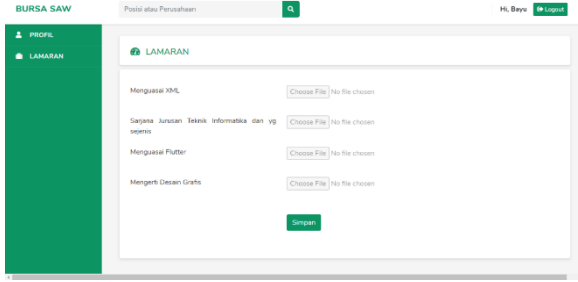 BURSA SAW
Posisi atau Perusahaan
Hi, Bayu
Logout
PROFIL
LAMARAN
LAMARAN
Menguasai XML
Choose File No file chosen
Sarjana Jurusan Teknik Informatika dan yg
sejenis
Choose File No file chosen
Menguasai Flutter
Choose File No file chosen
Mengerti Desain Grafis
Choose File No file chosen
Simpan